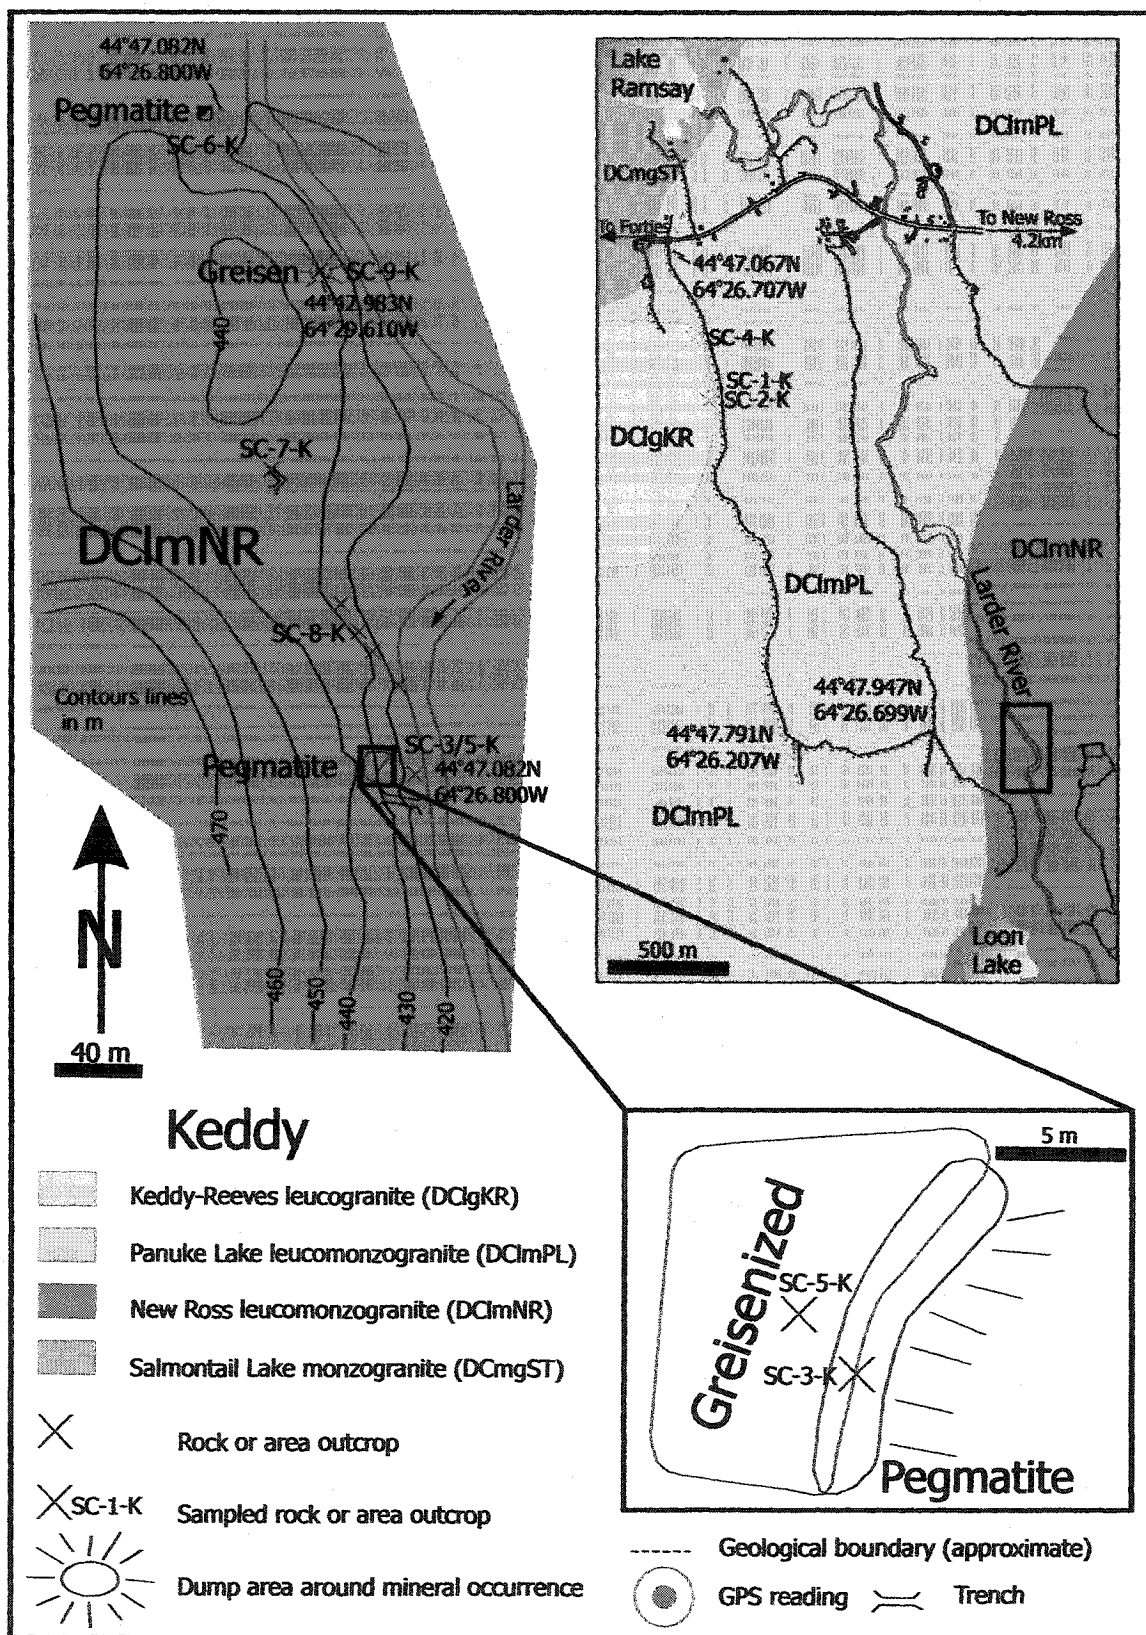 44°47.082N
64°26.800W
Pegmatite
SC-6-K
Greisen
SC-9-K
44°47.983N
64°29.610W
440
SC-7-K
DClmNR
Larder River
SC-8-K
Contours lines
in m
SC-3/5-K
Pegmatite
44°47.082N
64°26.800W
470
460
450
440
430
420
N
40 m
Lake
Ramsay
DClmPL
DCmgST
To Forties
To New Ross
4.2km
44°47.067N
64°26.707W
SC-4-K
SC-1-K
SC-2-K
DClgKR
DClmNR
DClmPL
Larder River
44°47.947N
64°26.699W
44°47.791N
64°26.207W
DClmPL
Loon
Lake
500 m
Keddy
Keddy-Reeves leucogranite (DClgKR)
Panuke Lake leucomonzogranite (DClmPL)
New Ross leucomonzogranite (DClmNR)
Salmontail Lake monzogranite (DCmgST)
Rock or area outcrop
SC-1-K
Sampled rock or area outcrop
Dump area around mineral occurrence
5 m
Greisenized
SC-5-K
SC-3-K
Pegmatite
Geological boundary (approximate)
GPS reading
Trench